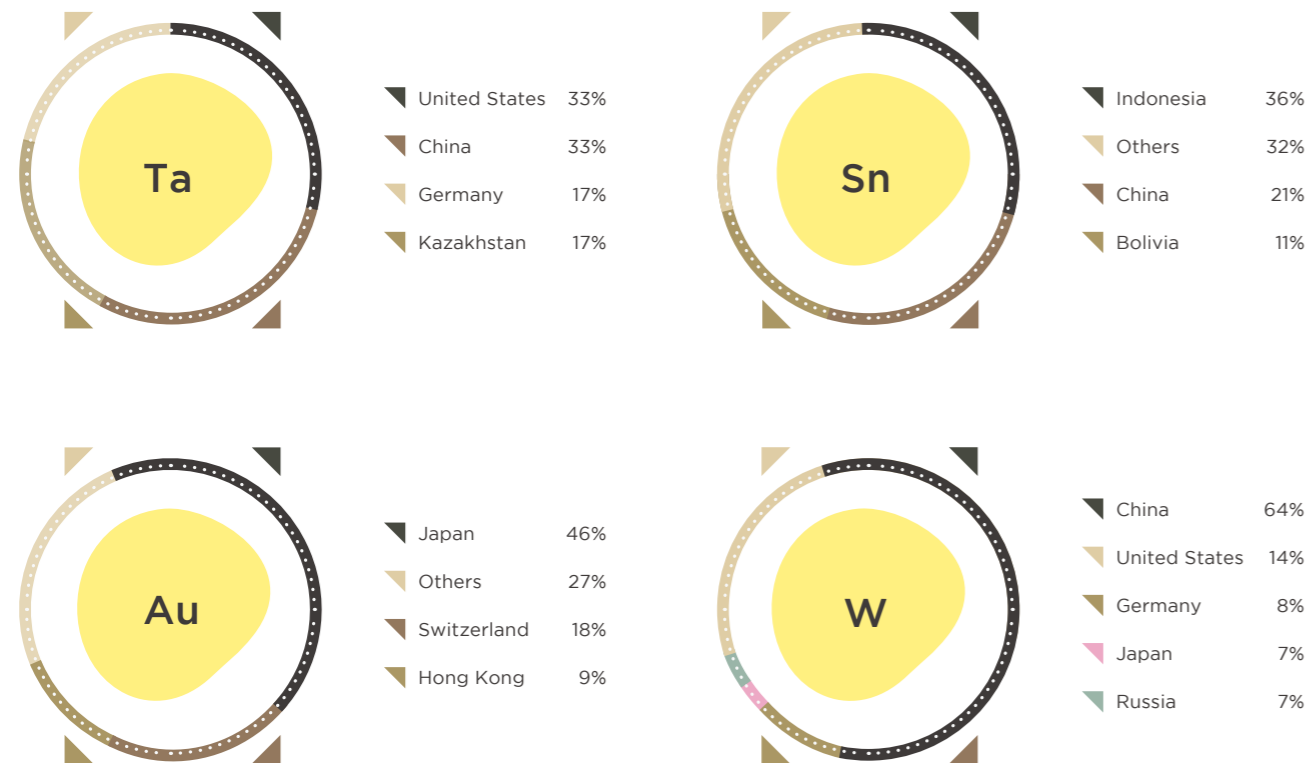 Ta
United States 33%
China 33%
Germany 17%
Kazakhstan 17%
Sn
Indonesia 36%
Others 32%
China 21%
Bolivia 11%
Au
Japan 46%
Others 27%
Switzerland 18%
Hong Kong 9%
W
China 64%
United States 14%
Germany 8%
Japan 7%
Russia 7%